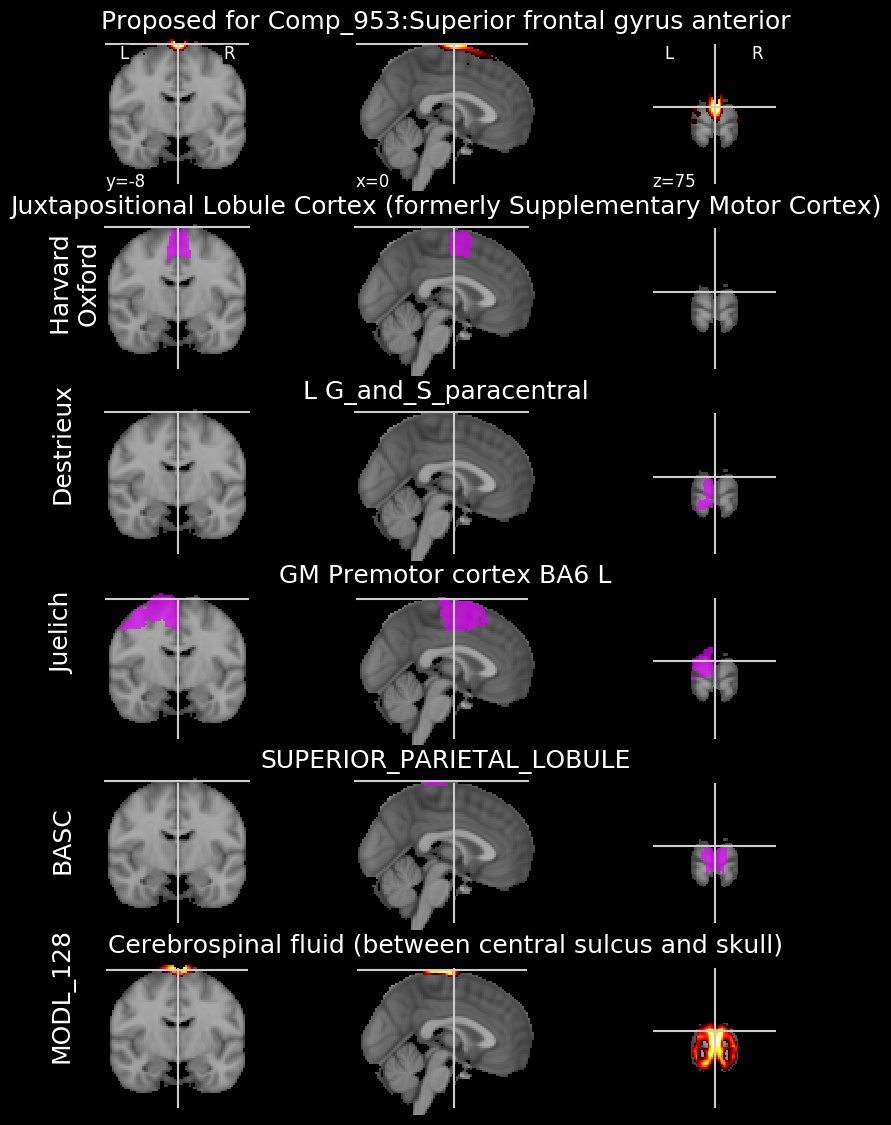 Proposed for Comp_953:Superior frontal gyrus anterior
L R
L R
y=-8
x=0
z=75
Juxtapositional Lobule Cortex (formerly Supplementary Motor Cortex)
Harvard
Oxford
L G_and_S_paracentral
Destrieux
GM Premotor cortex BA6 L
Juelich
SUPERIOR_PARIETAL_LOBULE
BASC
Cerebrospinal fluid (between central sulcus and skull)
MODL_128